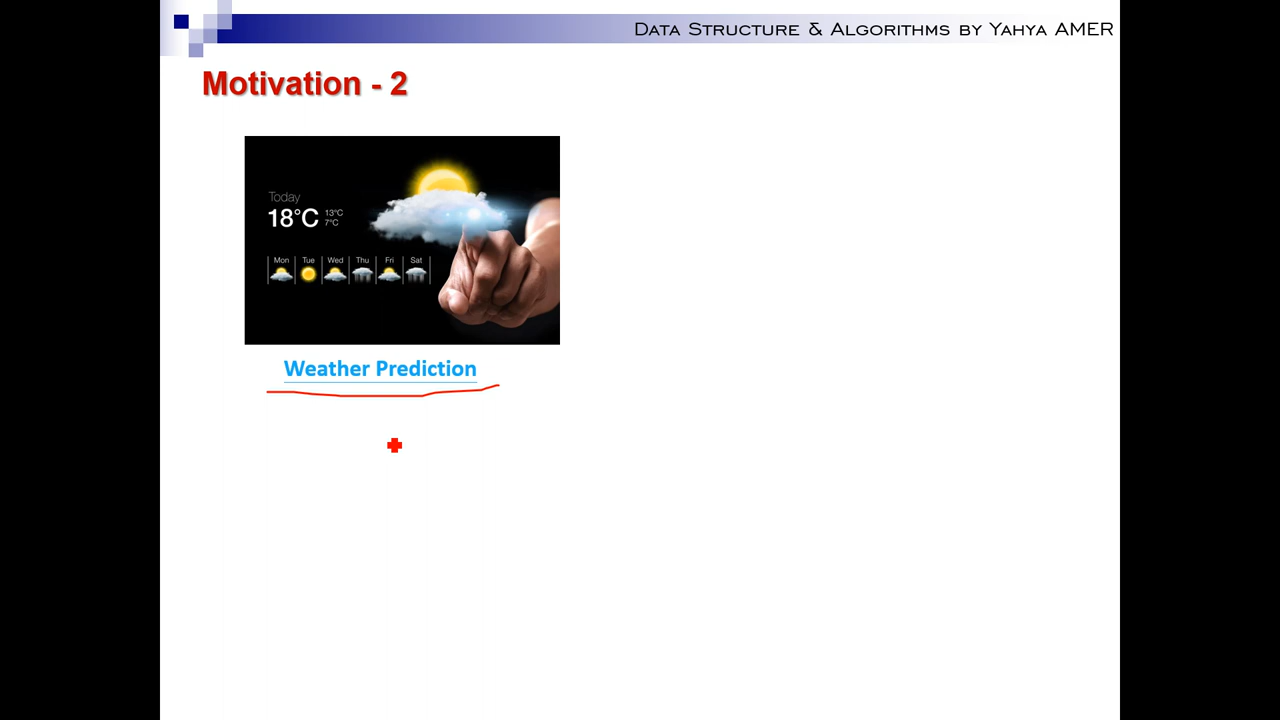 Data Structure & Algorithms by Yahya AMER
Motivation - 2
Today
18°C 13°C
7°C
Mon Tue Wed Thu Fri Sat
Weather Prediction